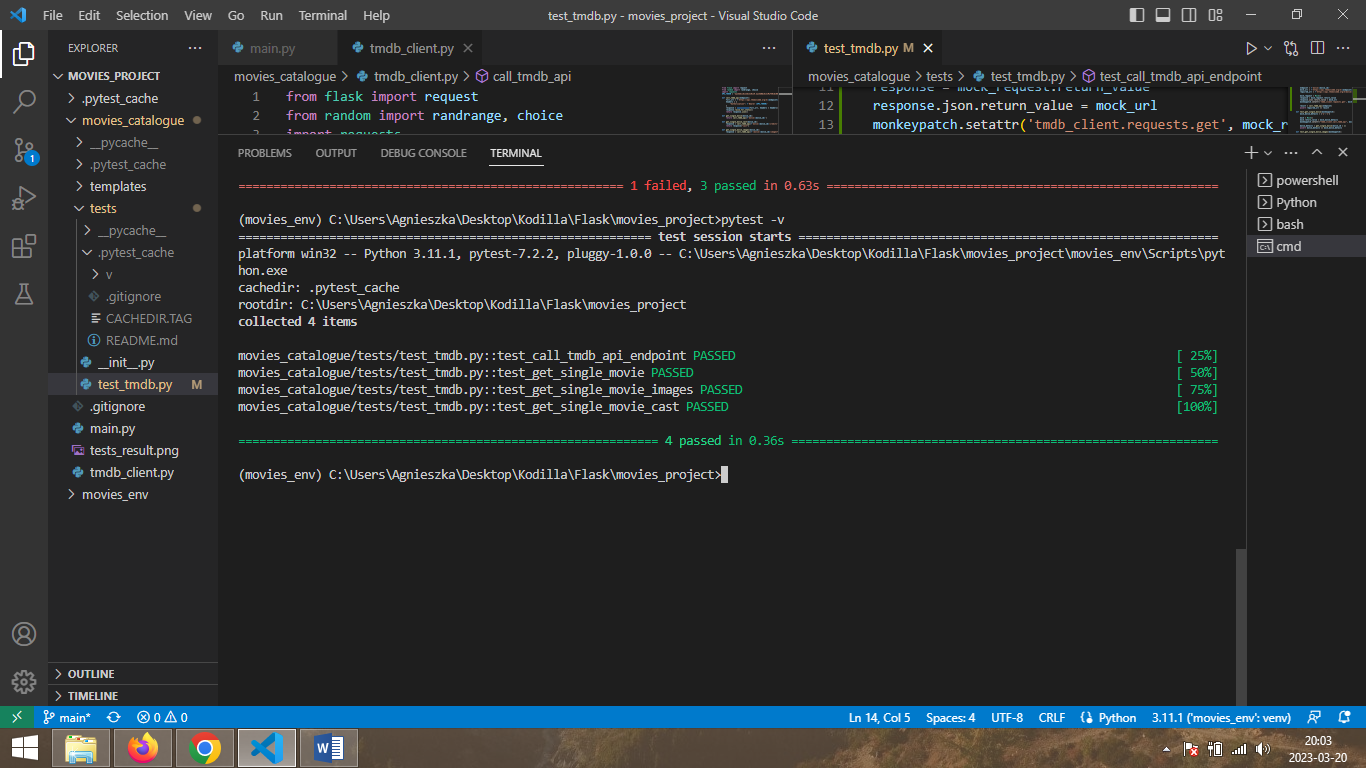 File Edit Selection View Go Run Terminal Help
test_tmdb.py - movies_project - Visual Studio Code
EXPLORER
MOVIES_PROJECT
.pytest_cache
movies_catalogue
__pycache__
.pytest_cache
templates
tests
__pycache__
.pytest_cache
v
.gitignore
CACHEDIR.TAG
README.md
__init__.py
test_tmdb.py M
.gitignore
main.py
tests_result.png
tmdb_client.py
movies_env
OUTLINE
TIMELINE
1
main.py
tmdb_client.py
movies_catalogue > tmdb_client.py > call_tmdb_api
1 from flask import request
2 from random import randrange, choice
import requests
test_tmdb.py M
movies_catalogue > tests > test_tmdb.py > test_call_tmdb_api_endpoint
11 response = mock_request.return_value
12 response.json.return_value = mock_url
13 monkeypatch.setattr('tmdb_client.requests.get', mock_r
PROBLEMS OUTPUT DEBUG CONSOLE TERMINAL
1 failed, 3 passed in 0.63s
(movies_env) C:\Users\Agnieszka\Desktop\Kodilla\Flask\movies_project>pytest -v
test session starts
platform win32 -- Python 3.11.1, pytest-7.2.2, pluggy-1.0.0 -- C:\Users\Agnieszka\Desktop\Kodilla\Flask\movies_project\movies_env\Scripts\pyt
hon.exe
cachedir: .pytest_cache
rootdir: C:\Users\Agnieszka\Desktop\Kodilla\Flask\movies_project
collected 4 items
movies_catalogue/tests/test_tmdb.py::test_call_tmdb_api_endpoint PASSED [ 25%]
movies_catalogue/tests/test_tmdb.py::test_get_single_movie PASSED [ 50%]
movies_catalogue/tests/test_tmdb.py::test_get_single_movie_images PASSED [ 75%]
movies_catalogue/tests/test_tmdb.py::test_get_single_movie_cast PASSED [100%]
4 passed in 0.36s
(movies_env) C:\Users\Agnieszka\Desktop\Kodilla\Flask\movies_project>
powershell
Python
bash
cmd
main* 0 0
Ln 14, Col 5 Spaces: 4 UTF-8 CRLF Python 3.11.1 ('movies_env': venv)
20:03
2023-03-20